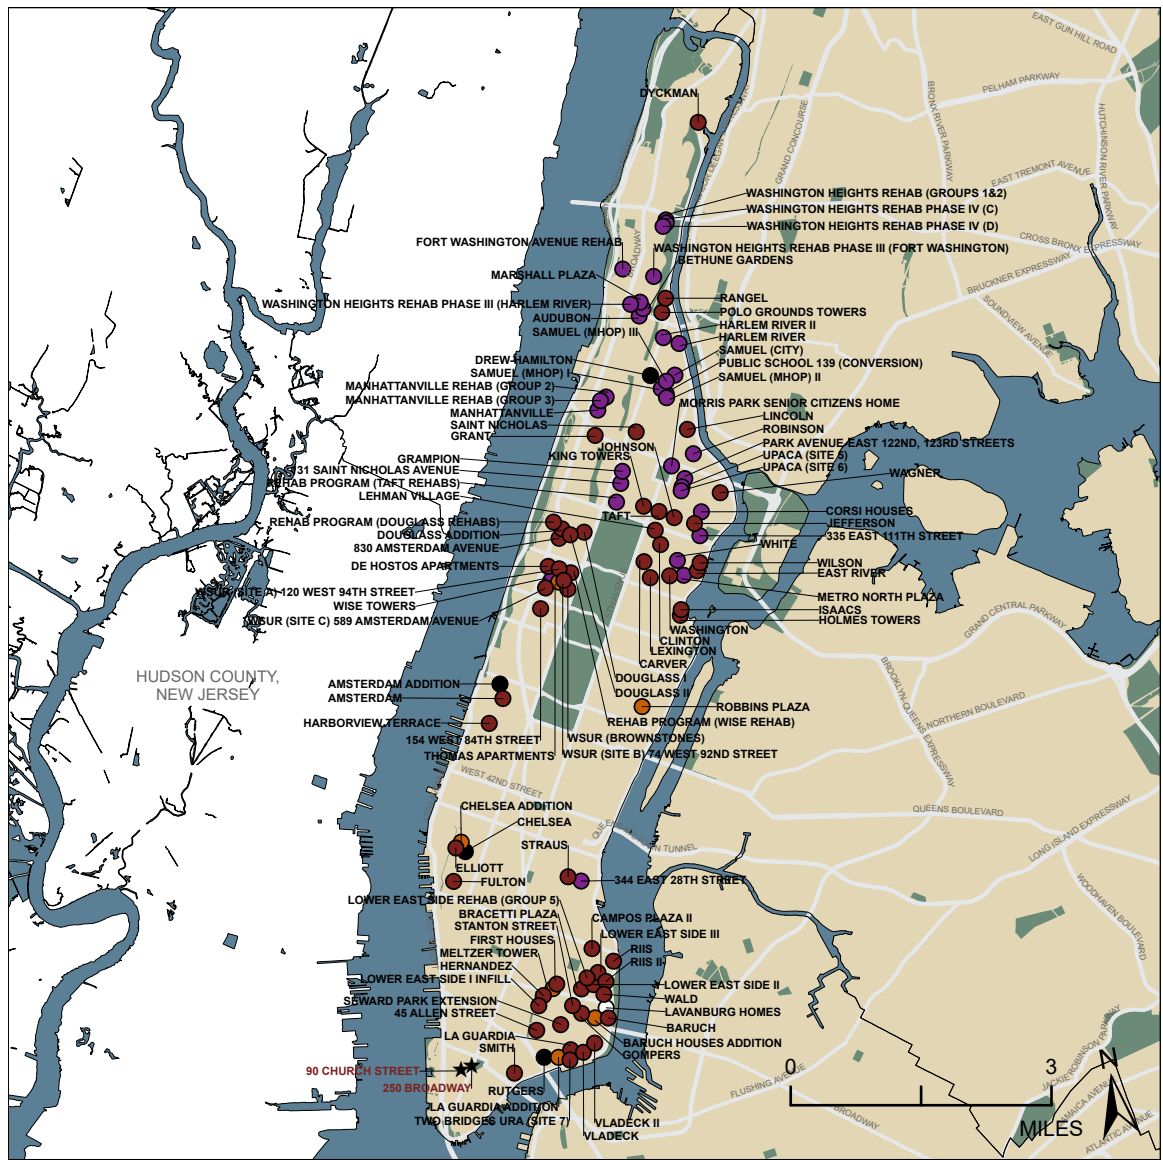 EAST GUN HILL ROAD
PELHAM PARKWAY
DYCKMAN
GRAND CONCOURSE
BRONX RIVER PARKWAY
HUTCHINSON RIVER PARKWAY
EAST TREMONT AVENUE
WASHINGTON HEIGHTS REHAB (GROUPS 1&2)
WASHINGTON HEIGHTS REHAB PHASE IV (C)
WASHINGTON HEIGHTS REHAB PHASE IV (D)
CROSS BRONX EXPRESSWAY
BRUCKNER EXPRESSWAY
SOUNDVIEW AVENUE
BROADWAY
FORT WASHINGTON AVENUE REHAB
WASHINGTON HEIGHTS REHAB PHASE III (FORT WASHINGTON)
BETHUNE GARDENS
MARSHALL PLAZA
RANGEL
WASHINGTON HEIGHTS REHAB PHASE III (HARLEM RIVER)
POLO GROUNDS TOWERS
AUDUBON
HARLEM RIVER II
SAMUEL (MHOP) III
HARLEM RIVER
SAMUEL (CITY)
DREW-HAMILTON
PUBLIC SCHOOL 139 (CONVERSION)
SAMUEL (MHOP) I
SAMUEL (MHOP) II
MANHATTANVILLE REHAB (GROUP 2)
MANHATTANVILLE REHAB (GROUP 3)
MORRIS PARK SENIOR CITIZENS HOME
MANHATTANVILLE
LINCOLN
SAINT NICHOLAS
ROBINSON
GRANT
PARK AVENUE EAST 122ND, 123RD STREETS
JOHNSON
KING TOWERS
UPACA (SITE 5)
GRAMPION
UPACA (SITE 6)
131 SAINT NICHOLAS AVENUE
WAGNER
REHAB PROGRAM (TAFT REHABS)
LEHMAN VILLAGE
TAFT
CORSI HOUSES
REHAB PROGRAM (DOUGLASS REHABS)
JEFFERSON
DOUGLASS ADDITION
335 EAST 111TH STREET
830 AMSTERDAM AVENUE
WHITE
DE HOSTOS APARTMENTS
WILSON
EAST RIVER
WSUR (SITE A) 120 WEST 94TH STREET
METRO NORTH PLAZA
WISE TOWERS
ISAACS
WSUR (SITE C) 589 AMSTERDAM AVENUE
HOLMES TOWERS
GRAND CENTRAL PARKWAY
WASHINGTON
CLINTON
LEXINGTON
CARVER
HUDSON COUNTY,
NEW JERSEY
DOUGLASS I
AMSTERDAM ADDITION
DOUGLASS II
AMSTERDAM
ROBBINS PLAZA
NORTHERN BOULEVARD
BROOKLYN-QUEENS EXPRESSWAY
HARBORVIEW TERRACE
REHAB PROGRAM (WISE REHAB)
154 WEST 84TH STREET
WSUR (BROWNSTONES)
THOMAS APARTMENTS
WSUR (SITE B) 74 WEST 92ND STREET
WEST 42ND STREET
CHELSEA ADDITION
QUEENS BOULEVARD
CHELSEA
LONG ISLAND EXPRESSWAY
STRAUS
ELLIOTT
FULTON
344 EAST 28TH STREET
WOODHAVEN BOULEVARD
LOWER EAST SIDE REHAB (GROUP 5)
BRACETTI PLAZA
CAMPOS PLAZA II
STANTON STREET
LOWER EAST SIDE III
FIRST HOUSES
RIIS
MELTZER TOWER
RIIS II
HERNANDEZ
LOWER EAST SIDE I INFILL
LOWER EAST SIDE II
SEWARD PARK EXTENSION
WALD
45 ALLEN STREET
LAVANBURG HOMES
BARUCH
LA GUARDIA
BARUCH HOUSES ADDITION
SMITH
GOMPERS
90 CHURCH STREET
250 BROADWAY
RUTGERS
FLUSHING AVENUE
JACKIE ROBINSON PARKWAY
0
3
MILES
N
LA GUARDIA ADDITION
BROADWAY
JAMAICA AVENUE
TWO BRIDGES URA (SITE 7)
VLADECK II
VLADECK
ATLANTIC AVENUE